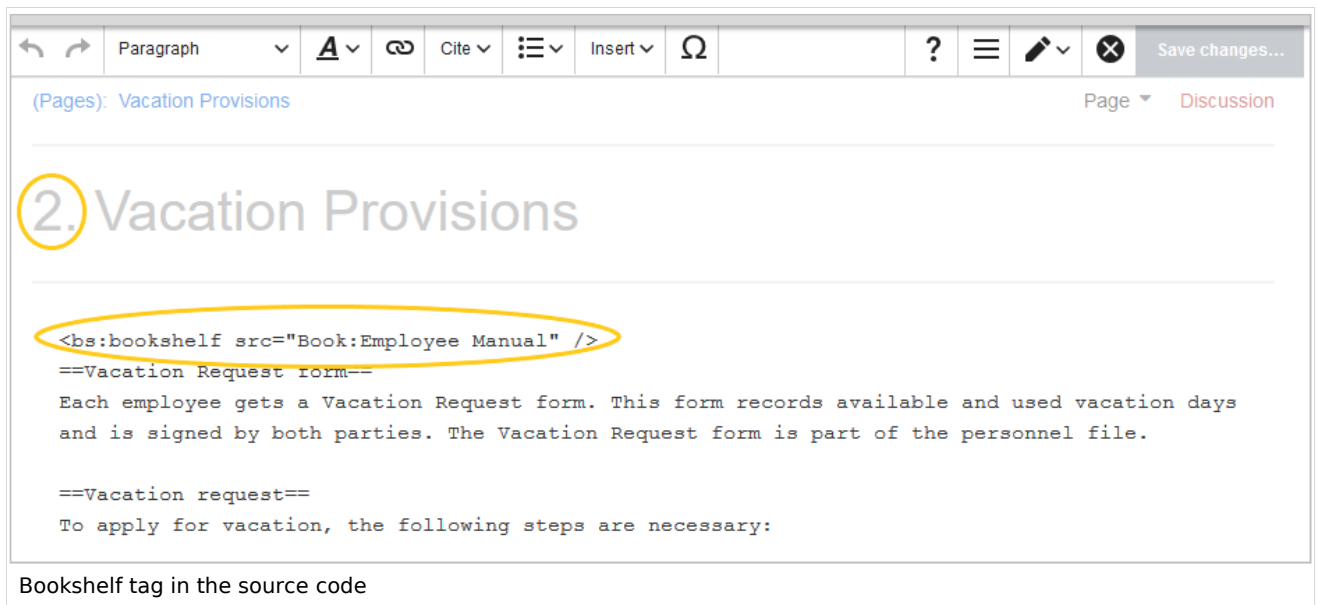 Paragraph A Cite Insert Ω ? Save changes...
(Pages): Vacation Provisions Page Discussion
2. Vacation Provisions
<bs:bookshelf src="Book:Employee Manual" />
==Vacation Request form==
Each employee gets a Vacation Request form. This form records available and used vacation days
and is signed by both parties. The Vacation Request form is part of the personnel file.
==Vacation request==
To apply for vacation, the following steps are necessary:
Bookshelf tag in the source code